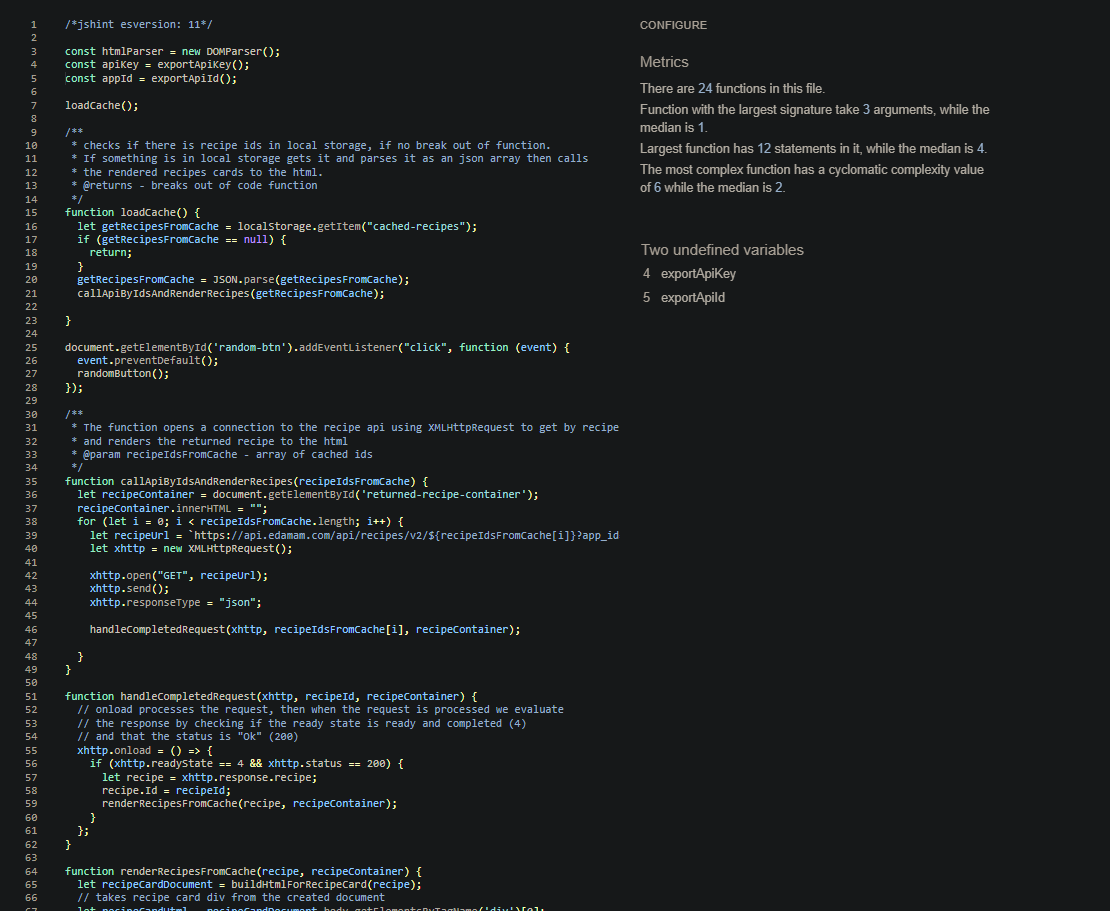 1 /*jshint esversion: 11*/
2
3 const htmlParser = new DOMParser();
4 const apiKey = exportApiKey();
5 const appId = exportApiId();
6
7 loadCache();
8
9 /**
10 * checks if there is recipe ids in local storage, if no break out of function.
11 * If something is in local storage gets it and parses it as an json array then calls
12 * the rendered recipes cards to the html.
13 * @returns - breaks out of code function
14 */
15 function loadCache() {
16 let getRecipesFromCache = localStorage.getItem("cached-recipes");
17 if (getRecipesFromCache == null) {
18 return;
19 }
20 getRecipesFromCache = JSON.parse(getRecipesFromCache);
21 callApiByIdsAndRenderRecipes(getRecipesFromCache);
22
23 }
24
25 document.getElementById('random-btn').addEventListener("click", function (event) {
26 event.preventDefault();
27 randomButton();
28 });
29
30 /**
31 * The function opens a connection to the recipe api using XMLHttpRequest to get by recipe
32 * and renders the returned recipe to the html
33 * @param recipeIdsFromCache - array of cached ids
34 */
35 function callApiByIdsAndRenderRecipes(recipeIdsFromCache) {
36 let recipeContainer = document.getElementById('returned-recipe-container');
37 recipeContainer.innerHTML = "";
38 for (let i = 0; i < recipeIdsFromCache.length; i++) {
39 let recipeUrl = `https://api.edamam.com/api/recipes/v2/${recipeIdsFromCache[i]}?app_id
40 let xhttp = new XMLHttpRequest();
41
42 xhttp.open("GET", recipeUrl);
43 xhttp.send();
44 xhttp.responseType = "json";
45
46 handleCompletedRequest(xhttp, recipeIdsFromCache[i], recipeContainer);
47
48 }
49 }
50
51 function handleCompletedRequest(xhttp, recipeId, recipeContainer) {
52 // onload processes the request, then when the request is processed we evaluate
53 // the response by checking if the ready state is ready and completed (4)
54 // and that the status is "Ok" (200)
55 xhttp.onload = () => {
56 if (xhttp.readyState == 4 && xhttp.status == 200) {
57 let recipe = xhttp.response.recipe;
58 recipe.Id = recipeId;
59 renderRecipesFromCache(recipe, recipeContainer);
60 }
61 };
62 }
63
64 function renderRecipesFromCache(recipe, recipeContainer) {
65 let recipeCardDocument = buildHtmlForRecipeCard(recipe);
66 // takes recipe card div from the created document
67 let recipeCardHtml = recipeCardDocument.body.getElementsByTagName('div')[0];
CONFIGURE
Metrics
There are 24 functions in this file.
Function with the largest signature take 3 arguments, while the
median is 1.
Largest function has 12 statements in it, while the median is 4.
The most complex function has a cyclomatic complexity value
of 6 while the median is 2.
Two undefined variables
4 exportApiKey
5 exportApiId